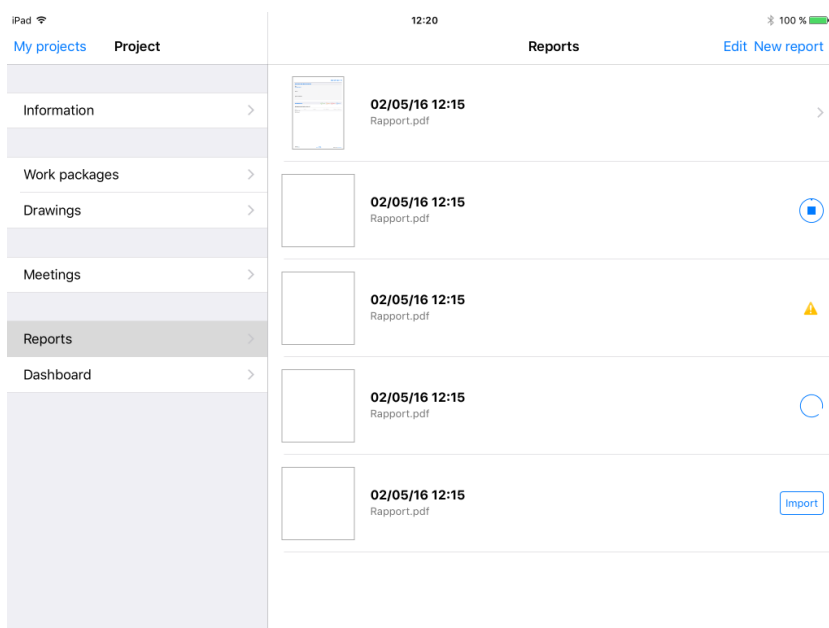 iPad 12:20 100 %
My projects Project Reports Edit New report
Information
Work packages
Drawings
Meetings
Reports
Dashboard
02/05/16 12:15
Rapport.pdf
02/05/16 12:15
Rapport.pdf
02/05/16 12:15
Rapport.pdf
02/05/16 12:15
Rapport.pdf
02/05/16 12:15
Rapport.pdf
Import